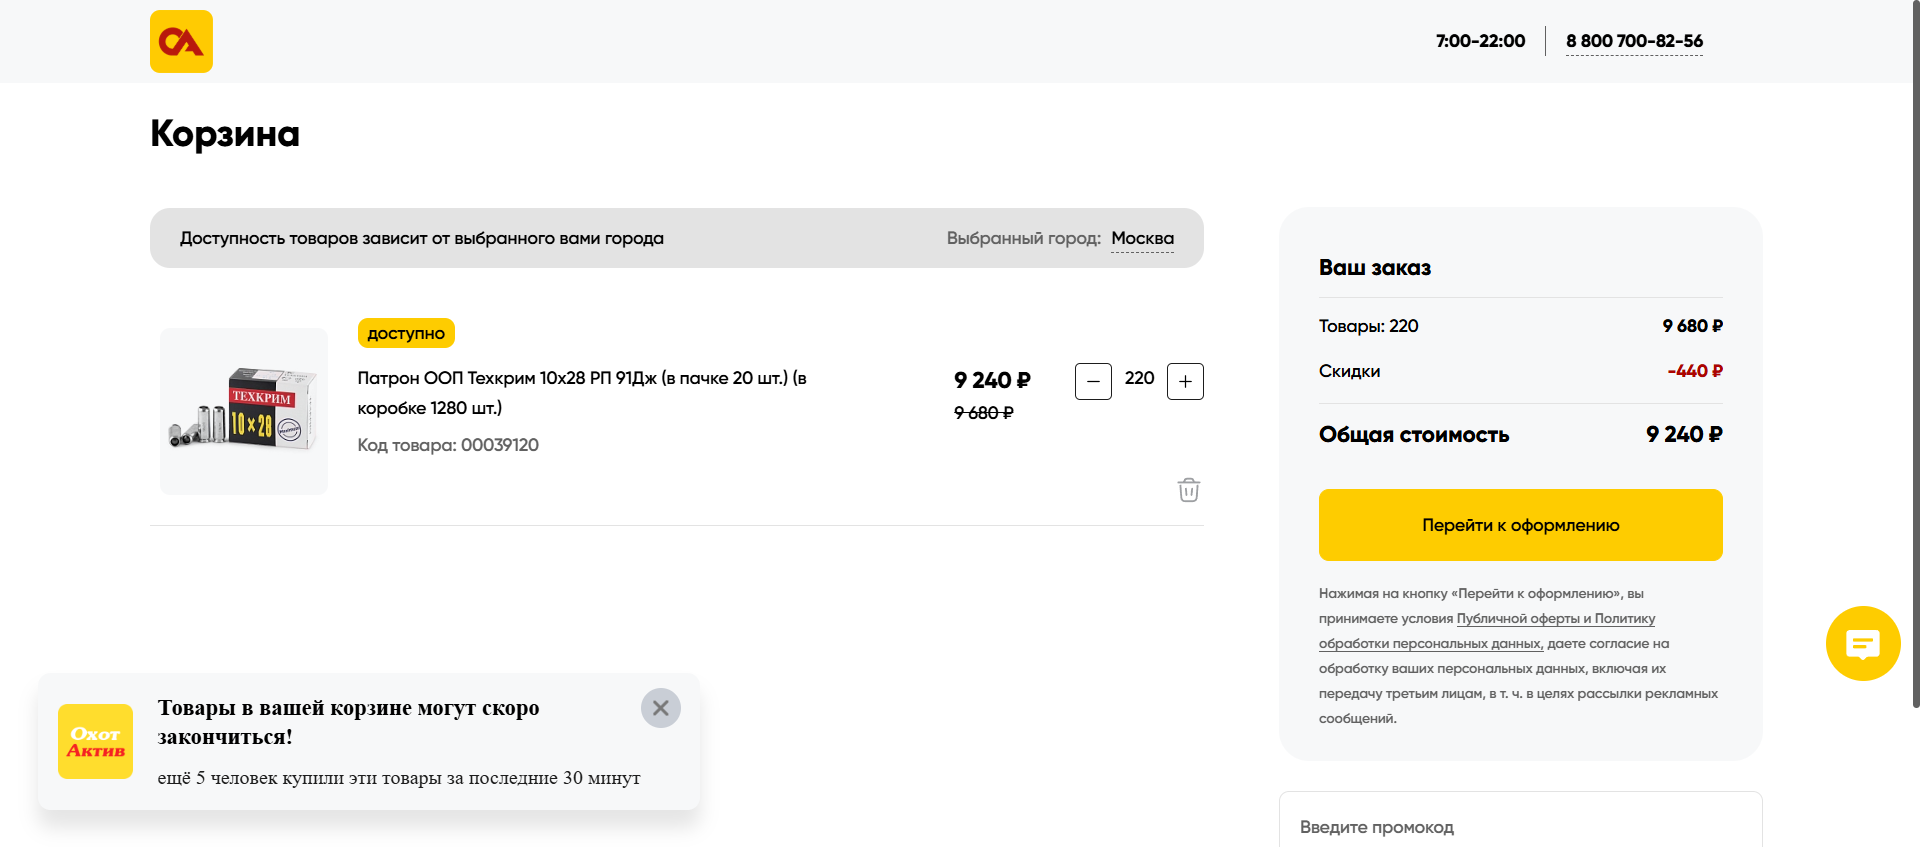 СА
7:00-22:00
8 800 700-82-56
Корзина
Доступность товаров зависит от выбранного вами города
Выбранный город: Москва
доступно
Патрон ООП Техкрим 10х28 РП 91Дж (в пачке 20 шт.) (в
коробке 1280 шт.)
Код товара: 00039120
ТЕХКРИМ
10×28
9 240 ₽
9 680 ₽
220
Ваш заказ
Товары: 220
9 680 ₽
Скидки
-440 ₽
Общая стоимость
9 240 ₽
Перейти к оформлению
Нажимая на кнопку «Перейти к оформлению», вы
принимаете условия Публичной оферты и Политику
обработки персональных данных, даете согласие на
обработку ваших персональных данных, включая их
передачу третьим лицам, в т. ч. в целях рассылки рекламных
сообщений.
Введите промокод
Охот
Актив
Товары в вашей корзине могут скоро
закончиться!
ещё 5 человек купили эти товары за последние 30 минут